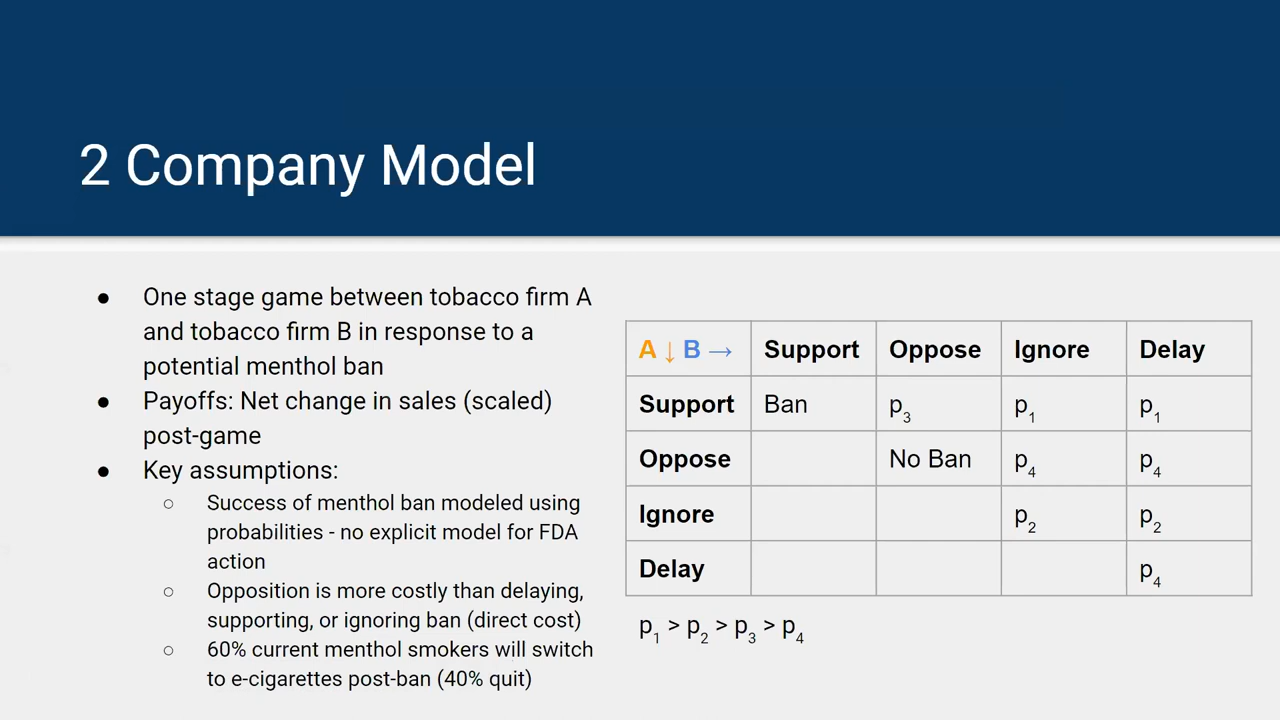 2 Company Model
● One stage game between tobacco firm A
and tobacco firm B in response to a
potential menthol ban
● Payoffs: Net change in sales (scaled)
post-game
● Key assumptions:
○ Success of menthol ban modeled using
probabilities - no explicit model for FDA
action
○ Opposition is more costly than delaying,
supporting, or ignoring ban (direct cost)
○ 60% current menthol smokers will switch
to e-cigarettes post-ban (40% quit)
A ↓ B → Support Oppose Ignore Delay
Support Ban p₃ p₁ p₁
Oppose No Ban p₄ p₄
Ignore p₂ p₂
Delay p₄
p₁ > p₂ > p₃ > p₄